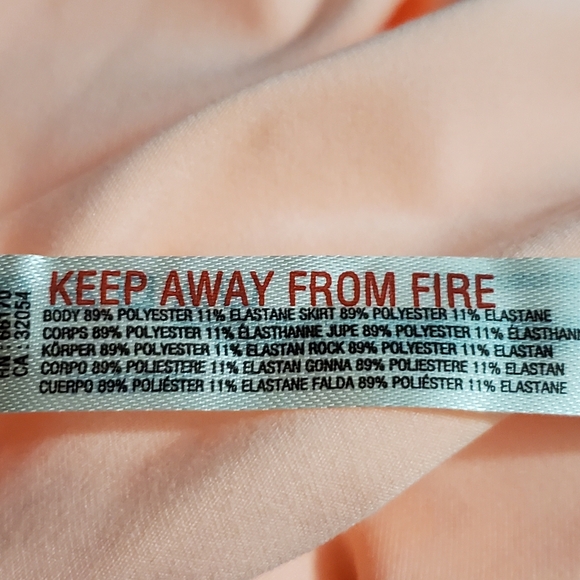 KEEP AWAY FROM FIRE
BODY 89% POLYESTER 11% ELASTANE SKIRT 89% POLYESTER 11% ELASTANE
CORPS 89% POLYESTER 11% ÉLASTHANNE JUPE 89% POLYESTER 11% ÉLASTHANN
KÖRPER 89% POLYESTER 11% ELASTAN ROCK 89% POLYESTER 11% ELASTAN
CORPO 89% POLIESTERE 11% ELASTAN GONNA 89% POLIESTERE 11% ELASTAN
CUERPO 89% POLIÉSTER 11% ELASTANE FALDA 89% POLIÉSTER 11% ELASTANE
RN
CA : 32054